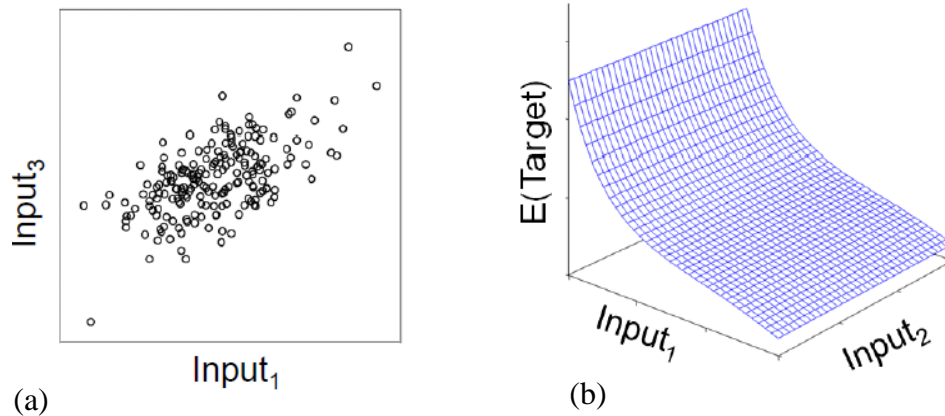 Input₃
Input₁
(a)
E(Target)
Input₁
Input₂
(b)